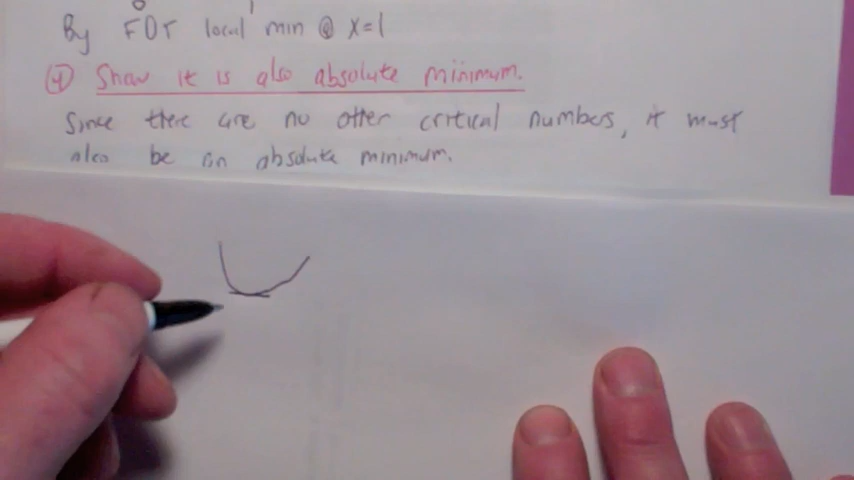 By FDT local min @ x=1
④ Show it is also absolute minimum.
Since there are no other critical numbers, it must
also be an absolute minimum.